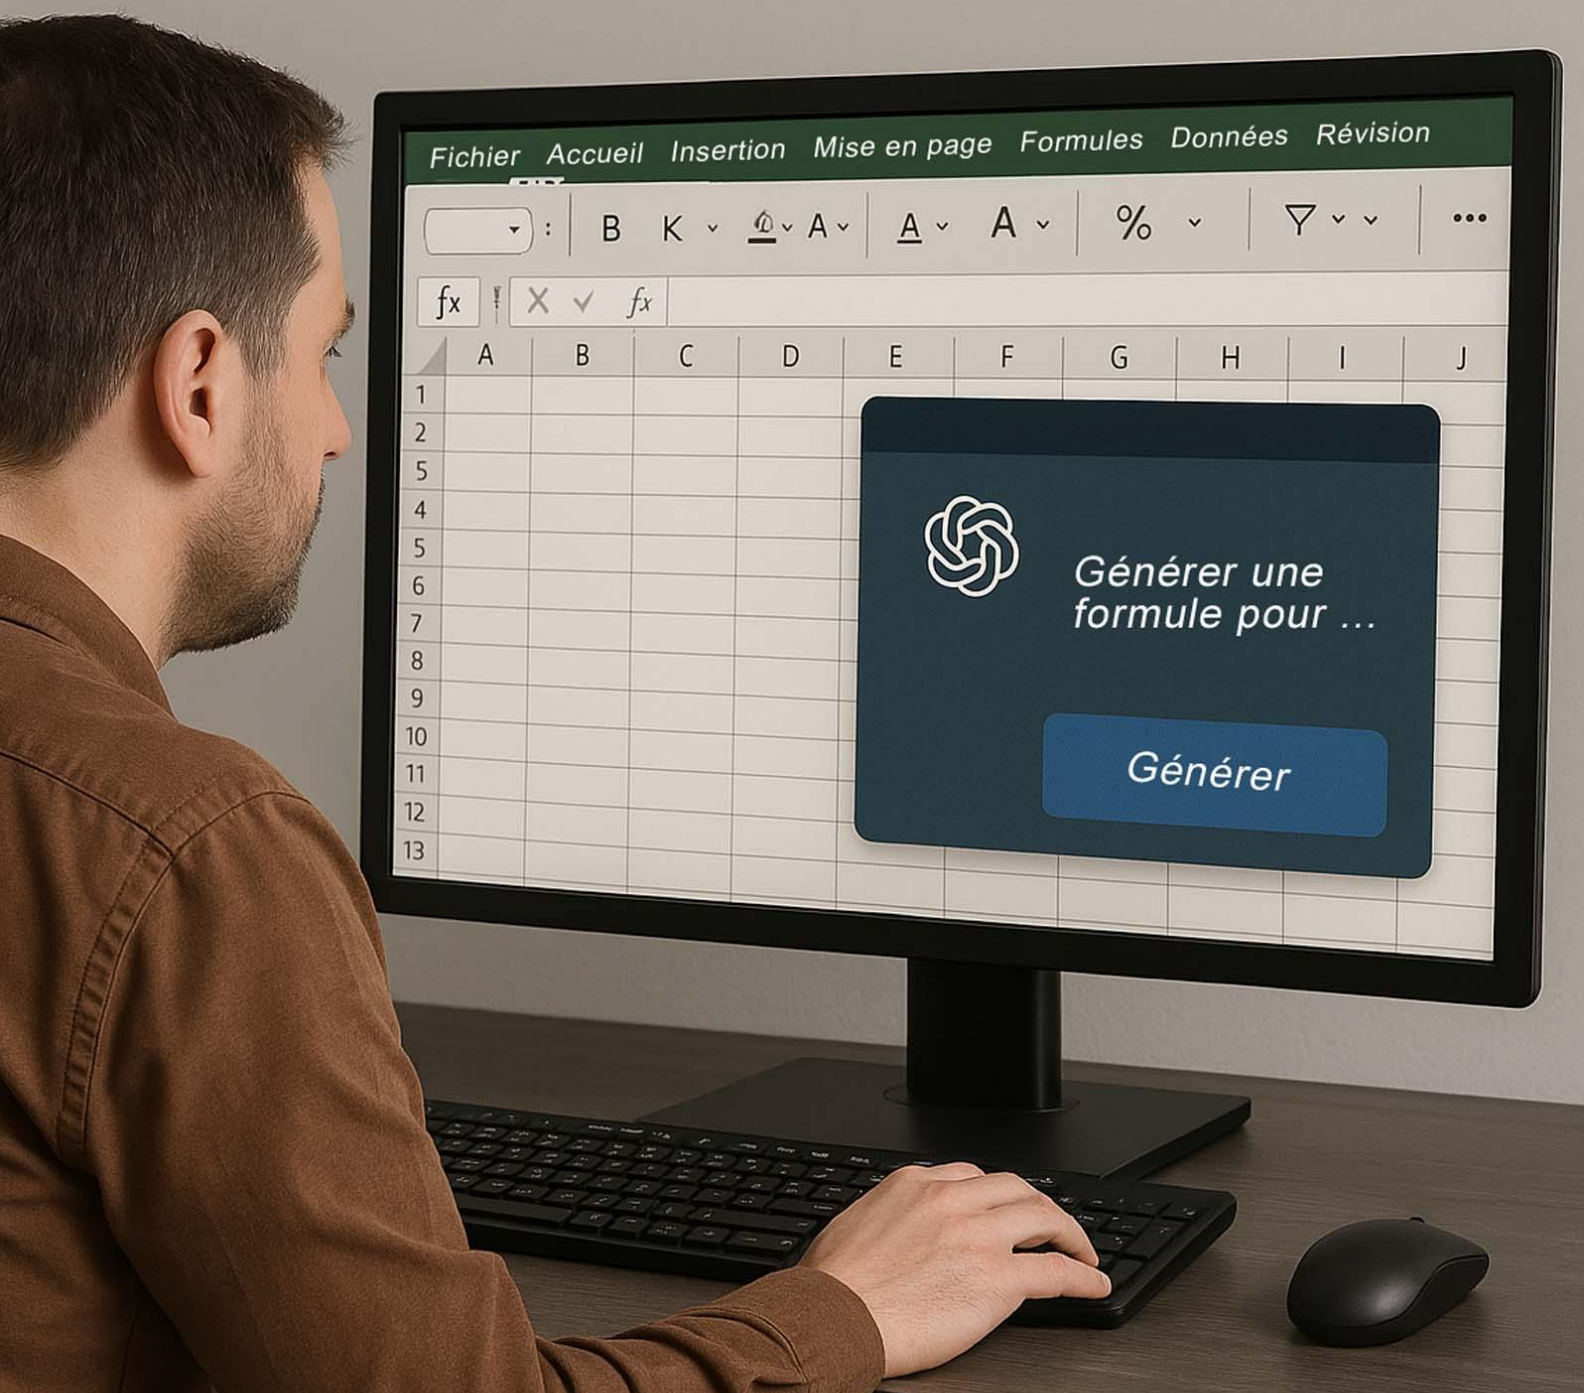 Fichier Accueil Insertion Mise en page Formules Données Révision
B K A A A %
fx fx
A B C D E F G H I J
1
2
5
4
5
6
7
8
9
10
11
12
13
Générer une
formule pour ...
Générer